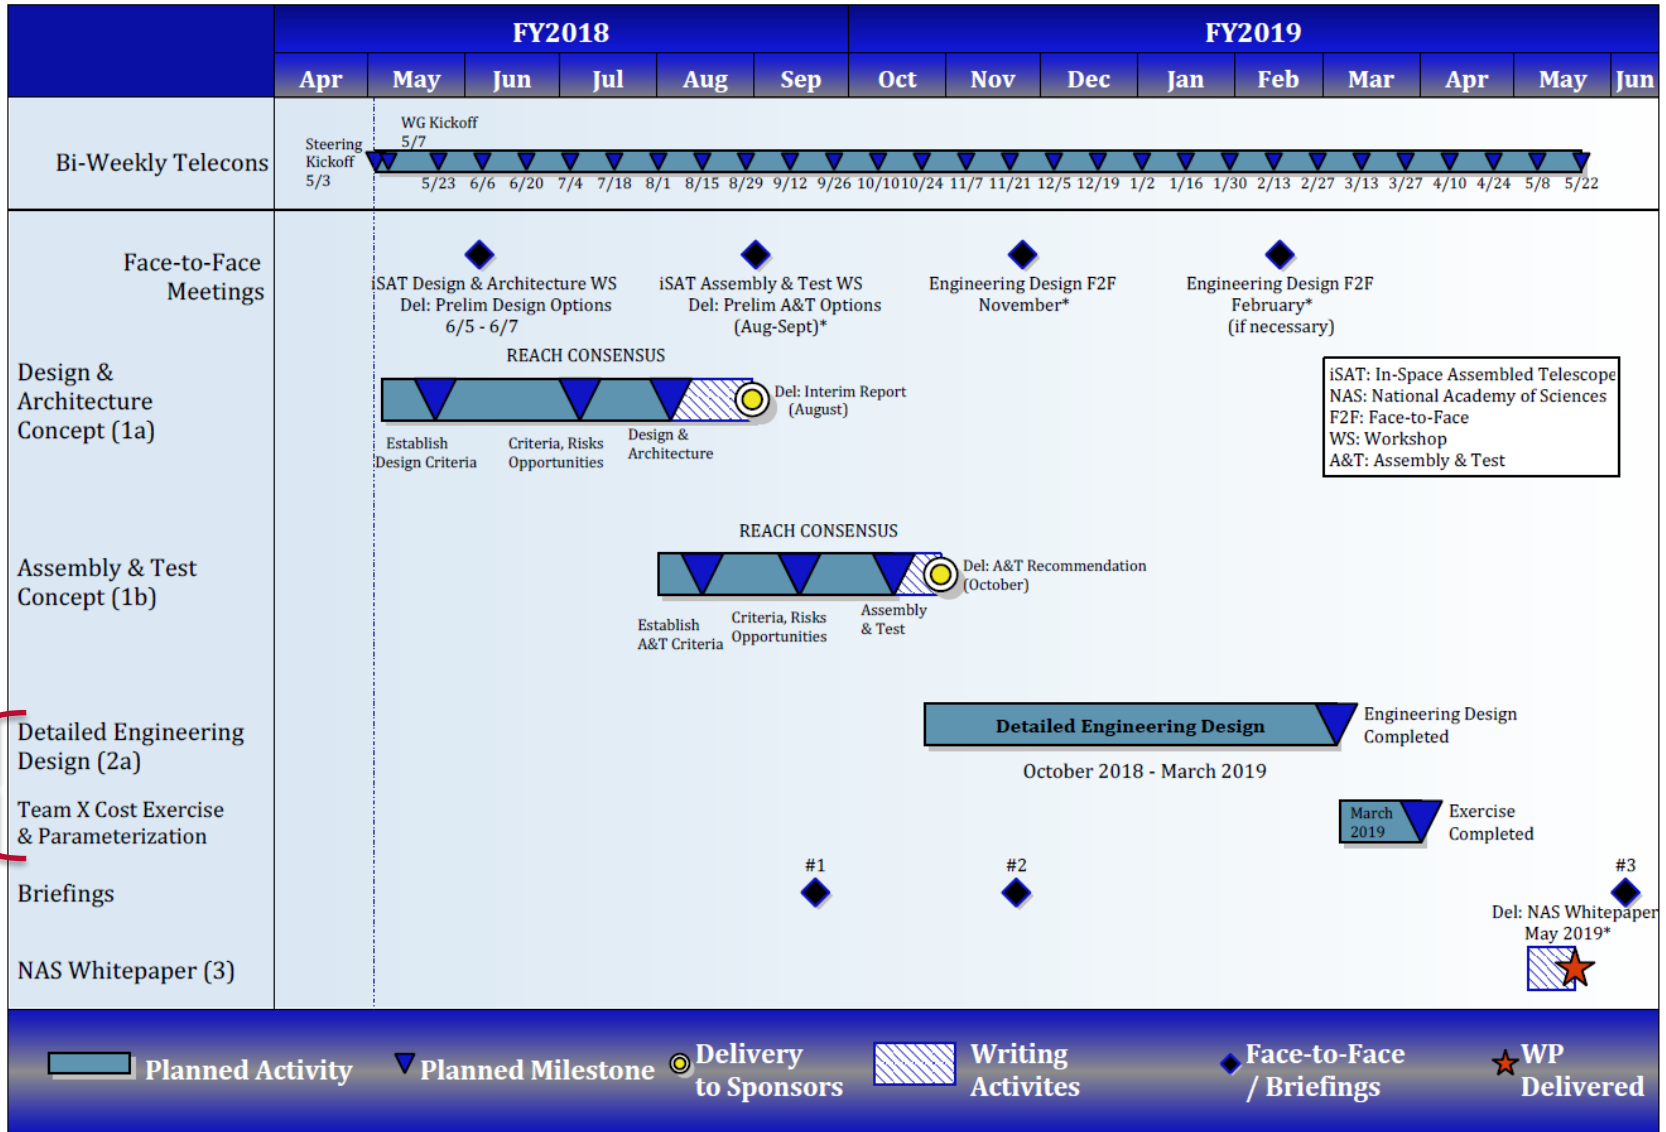 FY2018 FY2019
Apr May Jun Jul Aug Sep Oct Nov Dec Jan Feb Mar Apr May Jun
Bi-Weekly Telecons
Steering
Kickoff
5/3
WG Kickoff
5/7
5/23 6/6 6/20 7/4 7/18 8/1 8/15 8/29 9/12 9/26 10/10 10/24 11/7 11/21 12/5 12/19 1/2 1/16 1/30 2/13 2/27 3/13 3/27 4/10 4/24 5/8 5/22
Face-to-Face
Meetings
iSAT Design & Architecture WS
Del: Prelim Design Options
6/5 - 6/7
iSAT Assembly & Test WS
Del: Prelim A&T Options
(Aug-Sept)*
Engineering Design F2F
November*
Engineering Design F2F
February*
(if necessary)
Design &
Architecture
Concept (1a)
REACH CONSENSUS
Del: Interim Report
(August)
Establish
Design Criteria
Criteria, Risks
Opportunities
Design &
Architecture
iSAT: In-Space Assembled Telescope
NAS: National Academy of Sciences
F2F: Face-to-Face
WS: Workshop
A&T: Assembly & Test
Assembly & Test
Concept (1b)
REACH CONSENSUS
Del: A&T Recommendation
(October)
Establish
A&T Criteria
Criteria, Risks
Opportunities
Assembly
& Test
Detailed Engineering
Design (2a)
Detailed Engineering Design
Engineering Design
Completed
October 2018 - March 2019
Team X Cost Exercise
& Parameterization
March
2019
Exercise
Completed
Briefings
#1 #2 #3
Del: NAS Whitepaper
May 2019*
NAS Whitepaper (3)
Planned Activity
Planned Milestone
Delivery
to Sponsors
Writing
Activites
Face-to-Face
/ Briefings
WP
Delivered